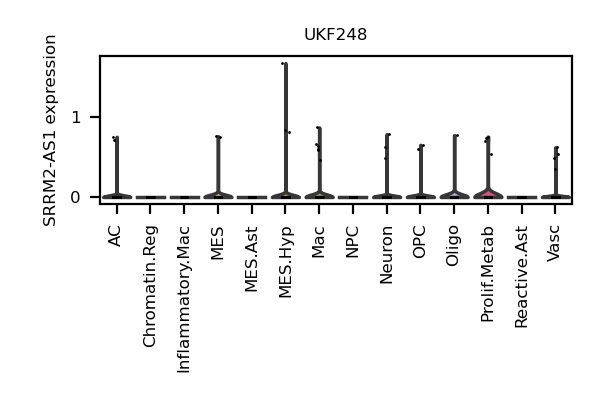 UKF248
SRRM2-AS1 expression
1
0
AC
Chromatin.Reg
Inflammatory.Mac
MES
MES.Ast
MES.Hyp
Mac
NPC
Neuron
OPC
Oligo
Prolif.Metab
Reactive.Ast
Vasc